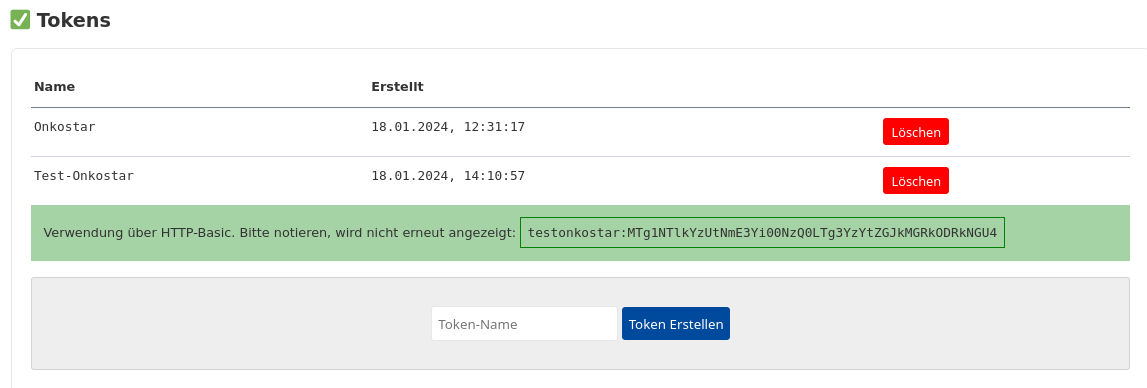 ✅ Tokens
Name Erstellt
Onkostar 18.01.2024, 12:31:17 Löschen
Test-Onkostar 18.01.2024, 14:10:57 Löschen
Verwendung über HTTP-Basic. Bitte notieren, wird nicht erneut angezeigt: testonkostar:MTg1NTlkYzUtNmE3Yi00NzQ0LTg3YzYtZGJkMGRkODRkNGU4
Token-Name Token Erstellen